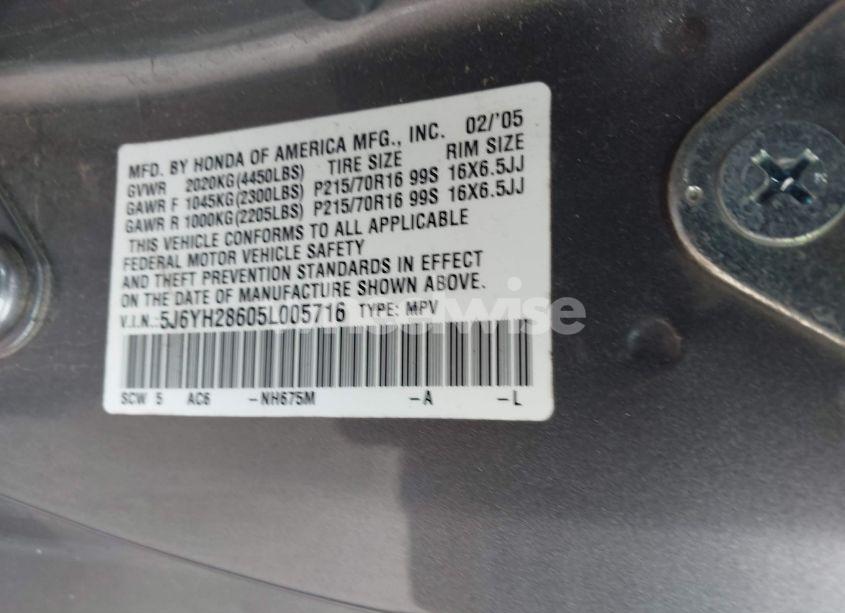 MFD. BY HONDA OF AMERICA MFG., INC. 02/'05
GVWR 2020KG(4450LBS) TIRE SIZE RIM SIZE
GAWR F 1045KG(2300LBS) P215/70R16 99S 16X6.5JJ
GAWR R 1000KG(2205LBS) P215/70R16 99S 16X6.5JJ
THIS VEHICLE CONFORMS TO ALL APPLICABLE
FEDERAL MOTOR VEHICLE SAFETY
AND THEFT PREVENTION STANDARDS IN EFFECT
ON THE DATE OF MANUFACTURE SHOWN ABOVE.
V.I.N.:5J6YH28605L005716 TYPE: MPV
SCW 5 AC6 -NH675M -A -L